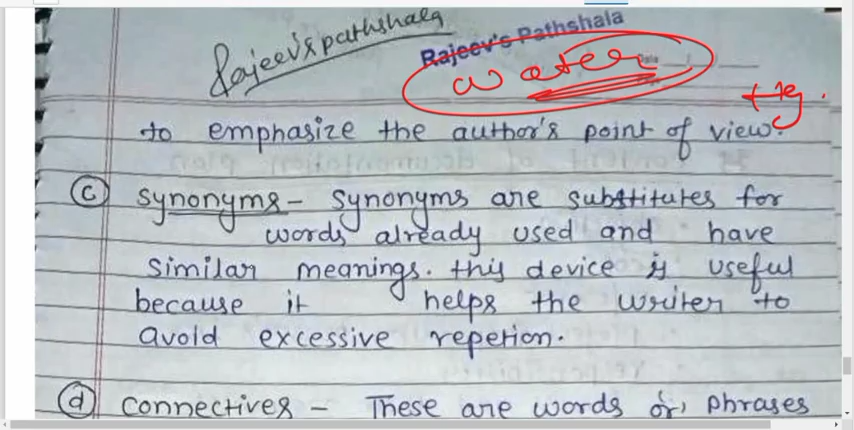 Rajeev's pathshala
Rajeev's Pathshala
water
to emphasize the author's point of view.
(c) synonyms - synonyms are substitutes for
words already used and have
similar meanings. this device is useful
because it helps the writer to
avoid excessive repetion.
(d) connectives - These are words or, phrases